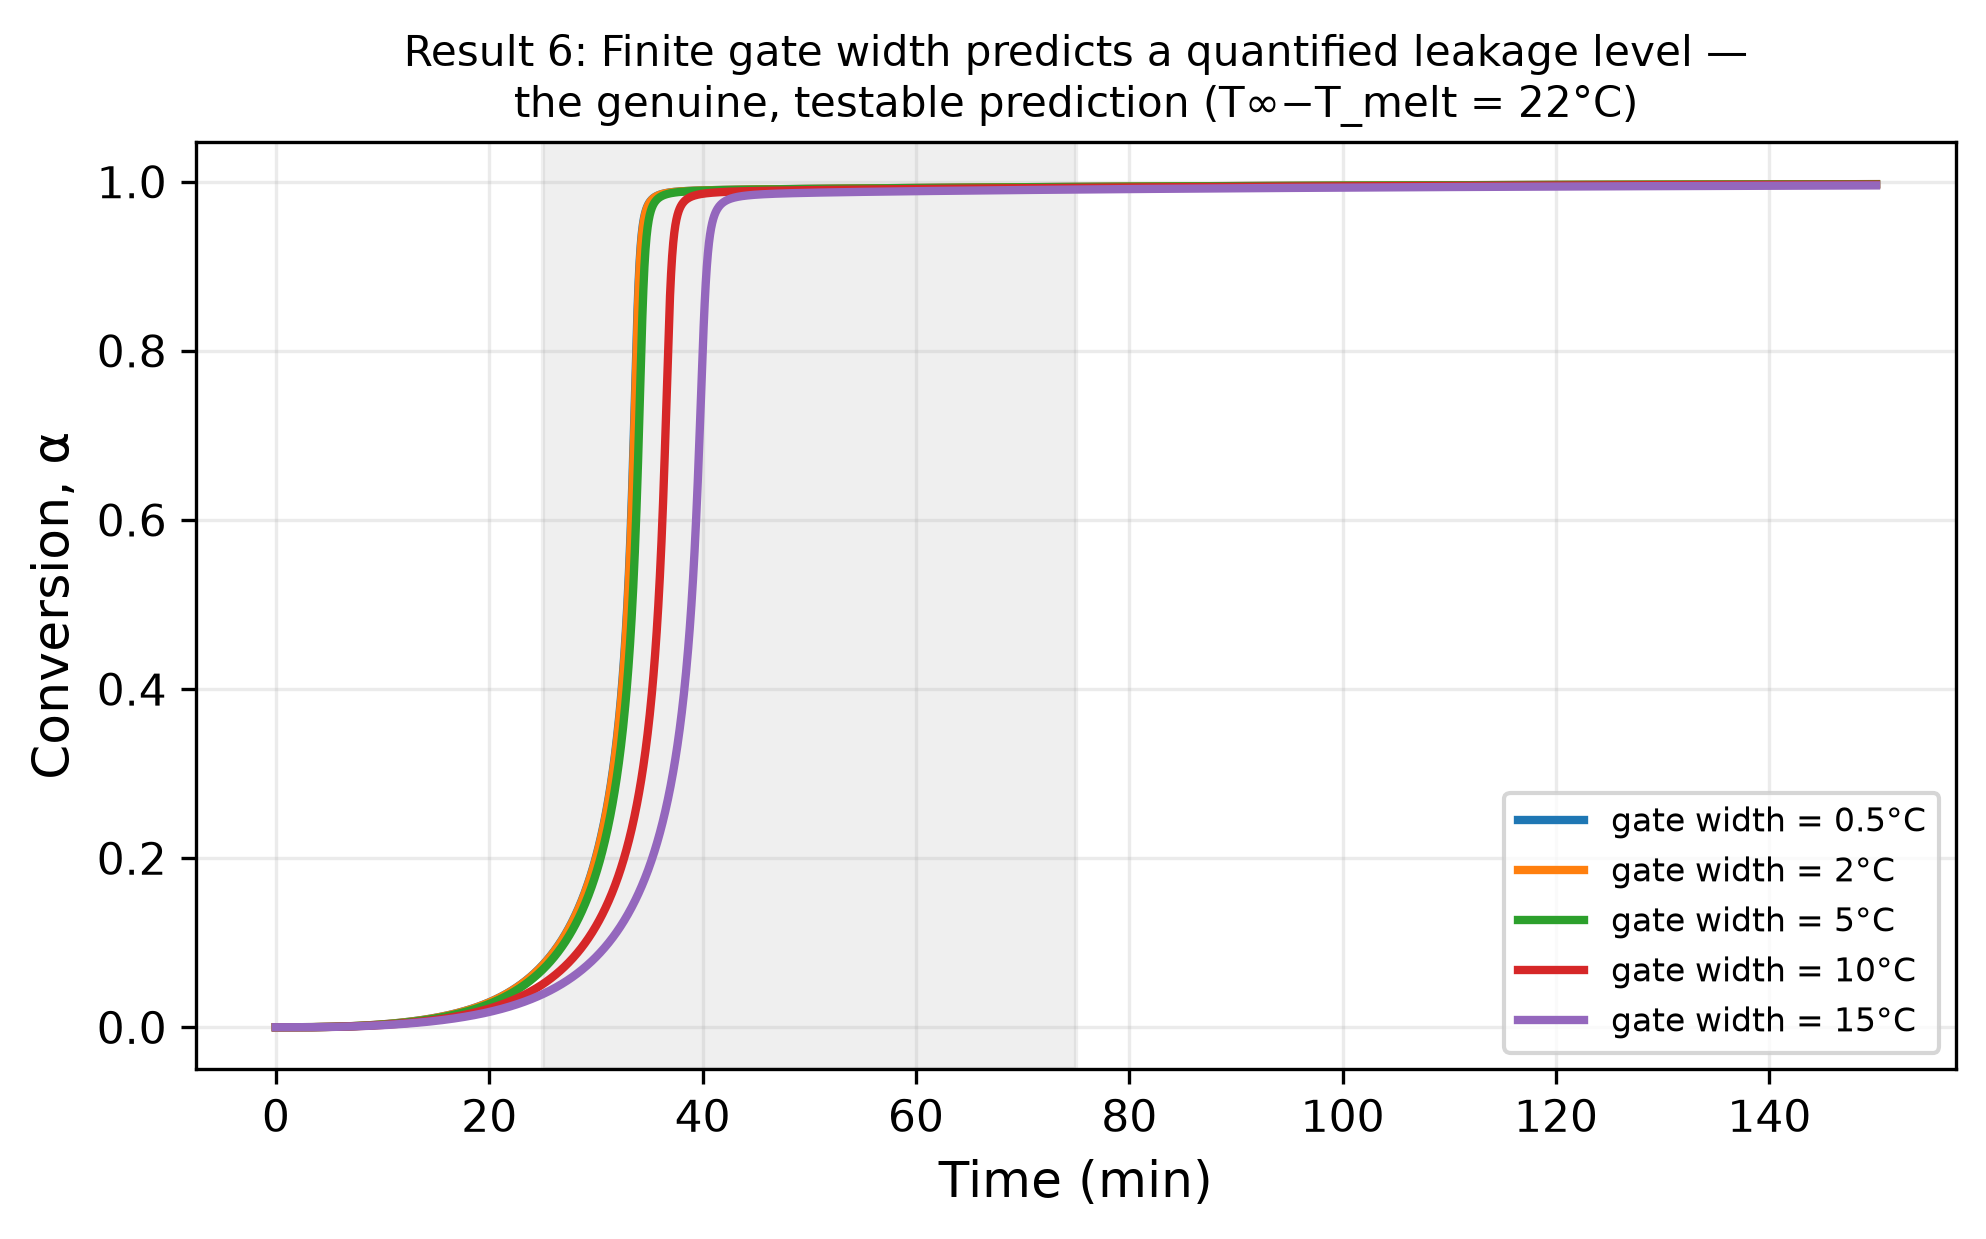 Result 6: Finite gate width predicts a quantified leakage level —
the genuine, testable prediction (T∞−T_melt = 22°C)
Conversion, α
1.0
0.8
0.6
0.4
0.2
0.0
gate width = 0.5°C
gate width = 2°C
gate width = 5°C
gate width = 10°C
gate width = 15°C
0 20 40 60 80 100 120 140
Time (min)